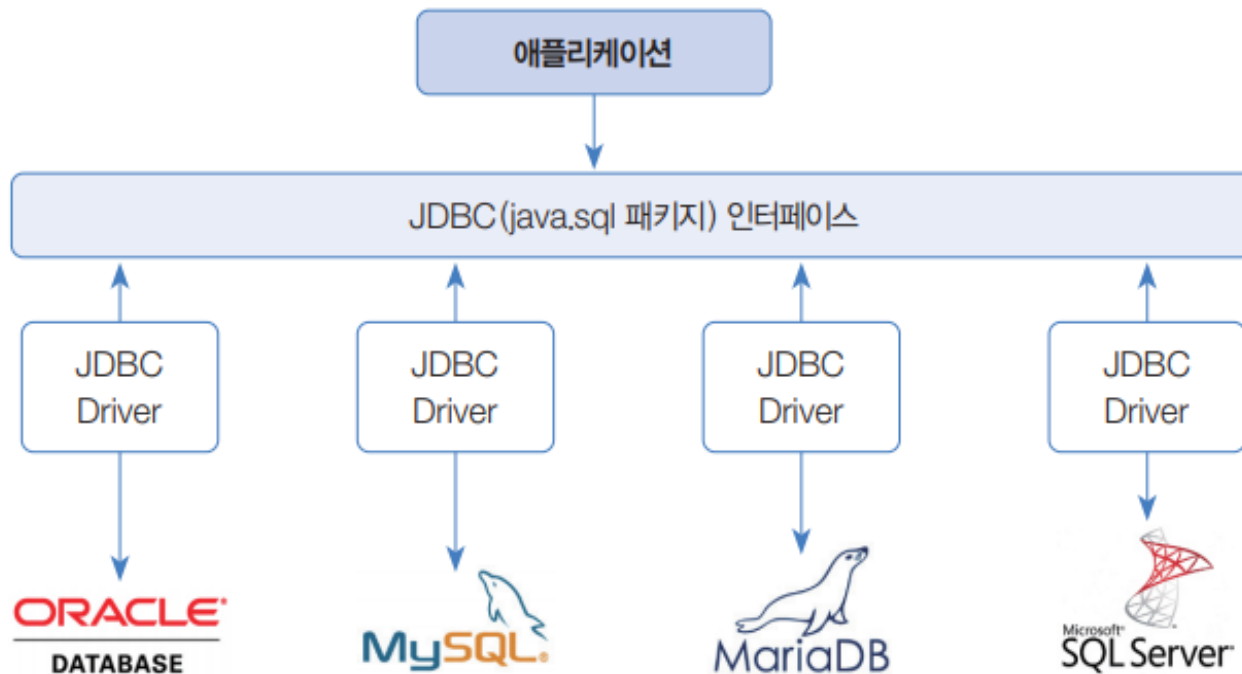 애플리케이션
JDBC(java.sql 패키지) 인터페이스
JDBC
Driver
JDBC
Driver
JDBC
Driver
JDBC
Driver
ORACLE®
DATABASE
MySQL®
MariaDB
Microsoft®
SQL Server®